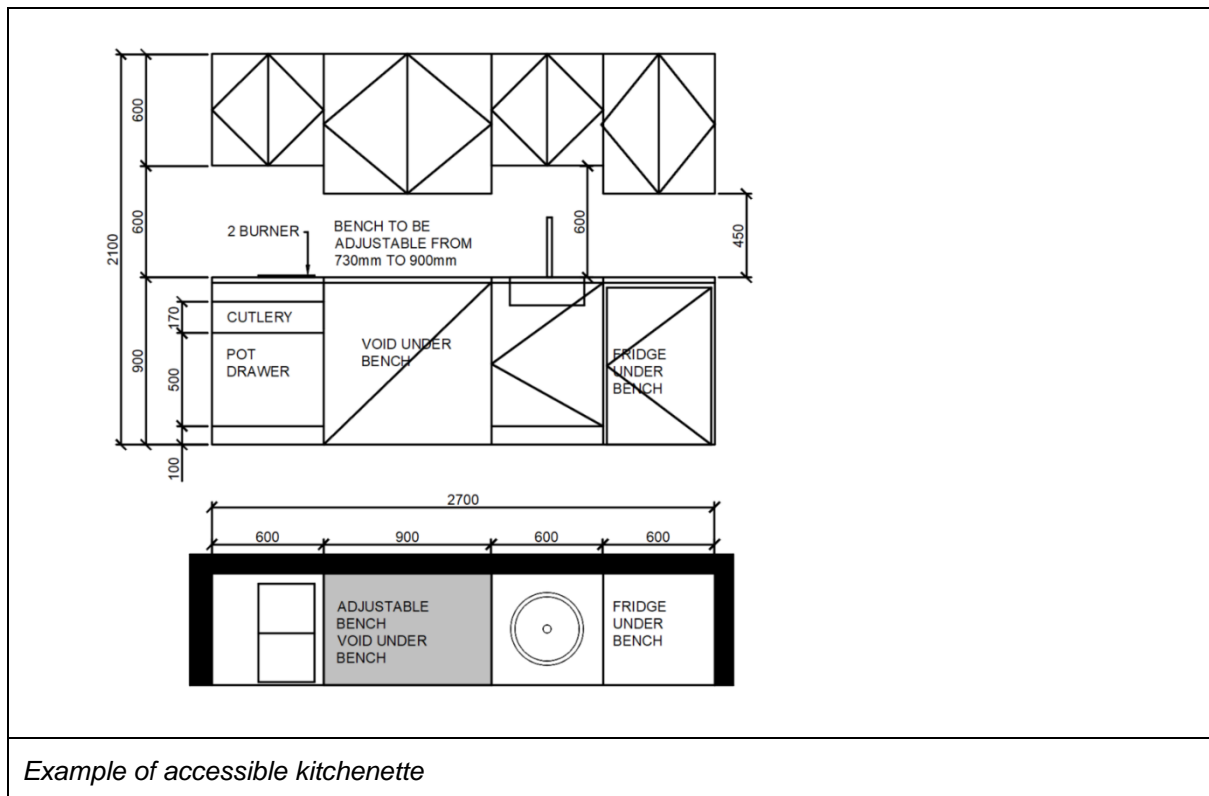 600
600
2100
900
170
500
100
2 BURNER
BENCH TO BE
ADJUSTABLE FROM
730mm TO 900mm
600
450
CUTLERY
POT
DRAWER
VOID UNDER
BENCH
FRIDGE
UNDER
BENCH
2700
600
900
600
600
ADJUSTABLE
BENCH
VOID UNDER
BENCH
FRIDGE
UNDER
BENCH
Example of accessible kitchenette